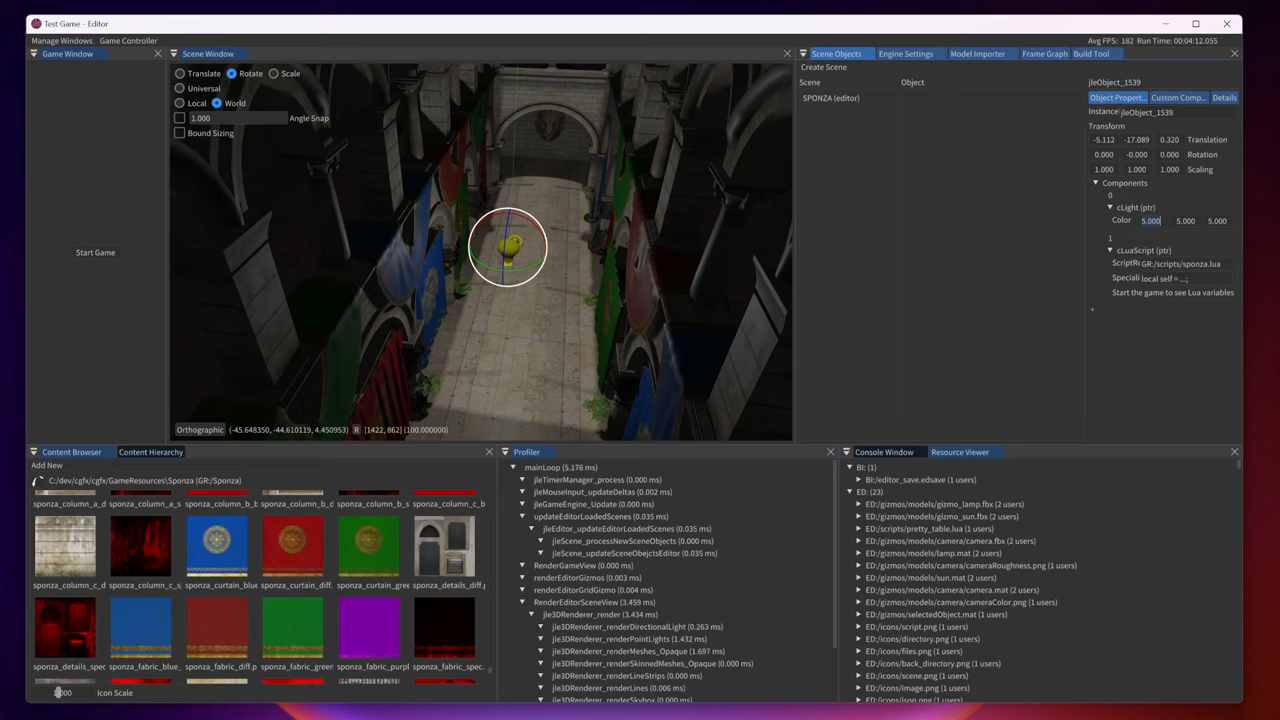 Test Game - Editor
Manage Windows Game Controller
Avg FPS: 182 Run Time: 00:04:12.055
Game Window
Start Game
Scene Window
Translate Rotate Scale
Universal
Local World
1.000 Angle Snap
Bound Sizing
Orthographic (-45.648350, -44.610119, 4.450953) R [1422, 862] (100.000000)
Scene Objects Engine Settings Model Importer Frame Graph Build Tool
Create Scene
Scene Object
SPONZA (editor)
jleObject_1539
Object Propert... Custom Comp... Details
Instance jleObject_1539
Transform
-5.112 -17.089 0.320 Translation
0.000 -0.000 0.000 Rotation
1.000 1.000 1.000 Scaling
Components
0
cLight (ptr)
Color 5.000 5.000 5.000
1
cLuaScript (ptr)
ScriptR GR:/scripts/sponza.lua
Speciali local self = ...;
Start the game to see Lua variables
+
Content Browser Content Hierarchy
Add New
C:/dev/cgfx/cgfx/GameResources\Sponza (GR:/Sponza)
sponza_column_a_d sponza_column_a_s sponza_column_b_b sponza_column_b_d sponza_column_b_s sponza_column_c_b
sponza_column_c_d sponza_column_c_s sponza_curtain_blue sponza_curtain_diff. sponza_curtain_gree sponza_details_diff.p
sponza_details_spec sponza_fabric_blue_ sponza_fabric_diff.p sponza_fabric_green sponza_fabric_purpl sponza_fabric_spec.
Icon Scale
Profiler
mainLoop (5.176 ms)
jleTimerManager_process (0.000 ms)
jleMouseInput_updateDeltas (0.002 ms)
jleGameEngine_Update (0.000 ms)
updateEditorLoadedScenes (0.035 ms)
jleEditor_updateEditorLoadedScenes (0.035 ms)
jleScene_processNewSceneObjects (0.000 ms)
jleScene_updateSceneObejctsEditor (0.035 ms)
RenderGameView (0.000 ms)
renderEditorGizmos (0.003 ms)
renderEditorGridGizmo (0.004 ms)
RenderEditorSceneView (3.459 ms)
jle3DRenderer_render (3.434 ms)
jle3DRenderer_renderDirectionalLight (0.263 ms)
jle3DRenderer_renderPointLights (1.432 ms)
jle3DRenderer_renderMeshes_Opaque (1.697 ms)
jle3DRenderer_renderSkinnedMeshes_Opaque (0.000 ms)
jle3DRenderer_renderLineStrips (0.000 ms)
jle3DRenderer_renderLines (0.006 ms)
jle3DRenderer_renderSkybox (0.000 ms)
Console Window Resource Viewer
BI: (1)
BI:/editor_save.edsave (1 users)
ED: (23)
ED:/gizmos/models/gizmo_lamp.fbx (2 users)
ED:/gizmos/models/gizmo_sun.fbx (2 users)
ED:/scripts/pretty_table.lua (1 users)
ED:/gizmos/models/camera/camera.fbx (2 users)
ED:/gizmos/models/lamp.mat (2 users)
ED:/gizmos/models/camera/cameraRoughness.png (1 users)
ED:/gizmos/models/sun.mat (2 users)
ED:/gizmos/models/camera/camera.mat (2 users)
ED:/gizmos/models/camera/cameraColor.png (1 users)
ED:/gizmos/selectedObject.mat (1 users)
ED:/icons/script.png (1 users)
ED:/icons/directory.png (1 users)
ED:/icons/files.png (1 users)
ED:/icons/back_directory.png (1 users)
ED:/icons/scene.png (1 users)
ED:/icons/image.png (1 users)
ED:/icons/json.png (1 users)